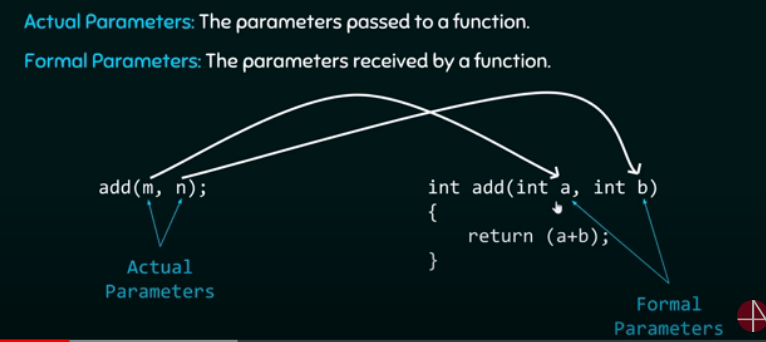 Actual Parameters: The parameters passed to a function.
Formal Parameters: The parameters received by a function.
add(m, n);
Actual
Parameters
int add(int a, int b)
{
return (a+b);
}
Formal
Parameters